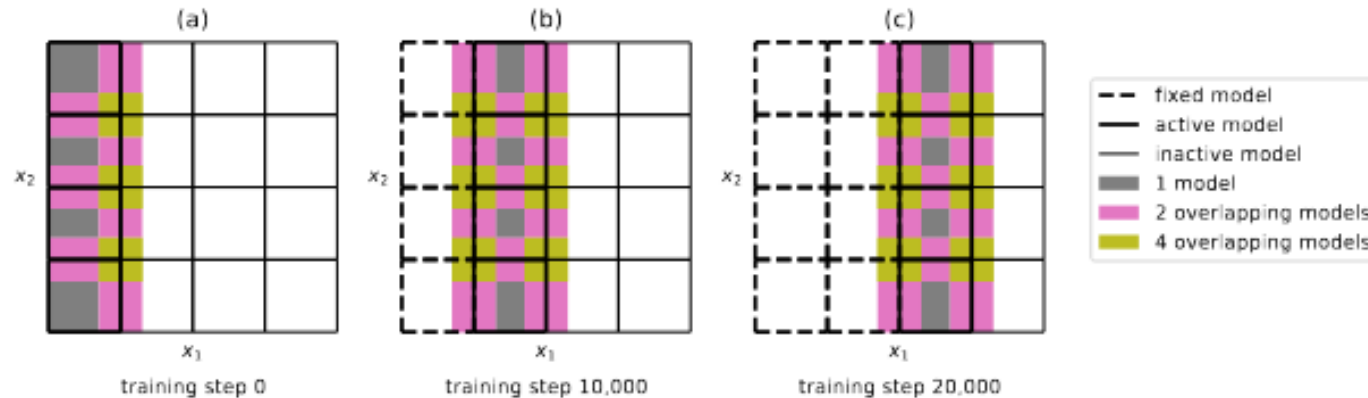 (a)
(b)
(c)
x₂
x₂
x₂
x₁
x₁
x₁
training step 0
training step 10,000
training step 20,000
fixed model
active model
inactive model
1 model
2 overlapping models
4 overlapping models